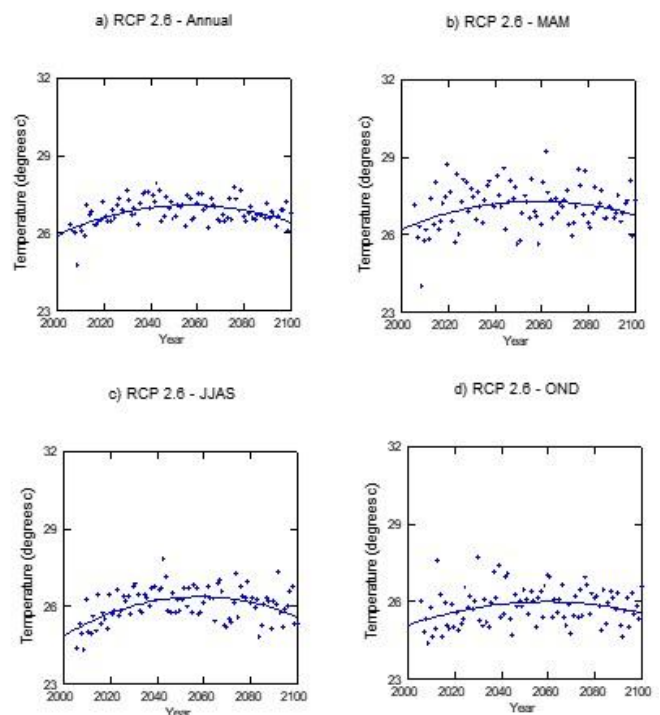 a) RCP 2.6 - Annual
32
29
26
23
Temperature (degrees c)
2000 2020 2040 2060 2080 2100
Year
b) RCP 2.6 - MAM
32
29
26
23
Temperature (degrees c)
2000 2020 2040 2060 2080 2100
Year
c) RCP 2.6 - JJAS
32
29
26
23
Temperature (degrees c)
2000 2020 2040 2060 2080 2100
Year
d) RCP 2.6 - OND
32
29
26
23
Temperature (degrees c)
2000 2020 2040 2060 2080 2100
Year